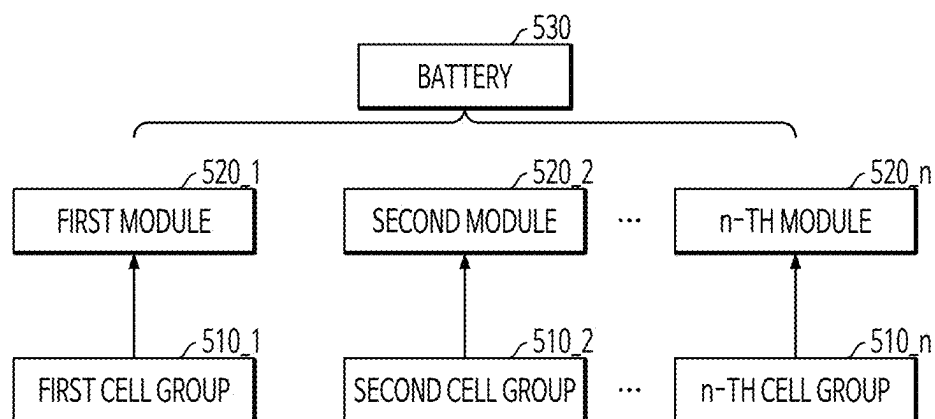 530
BATTERY
520_1
520_2
520_n
FIRST MODULE
SECOND MODULE
...
n-TH MODULE
510_1
510_2
510_n
FIRST CELL GROUP
SECOND CELL GROUP
...
n-TH CELL GROUP